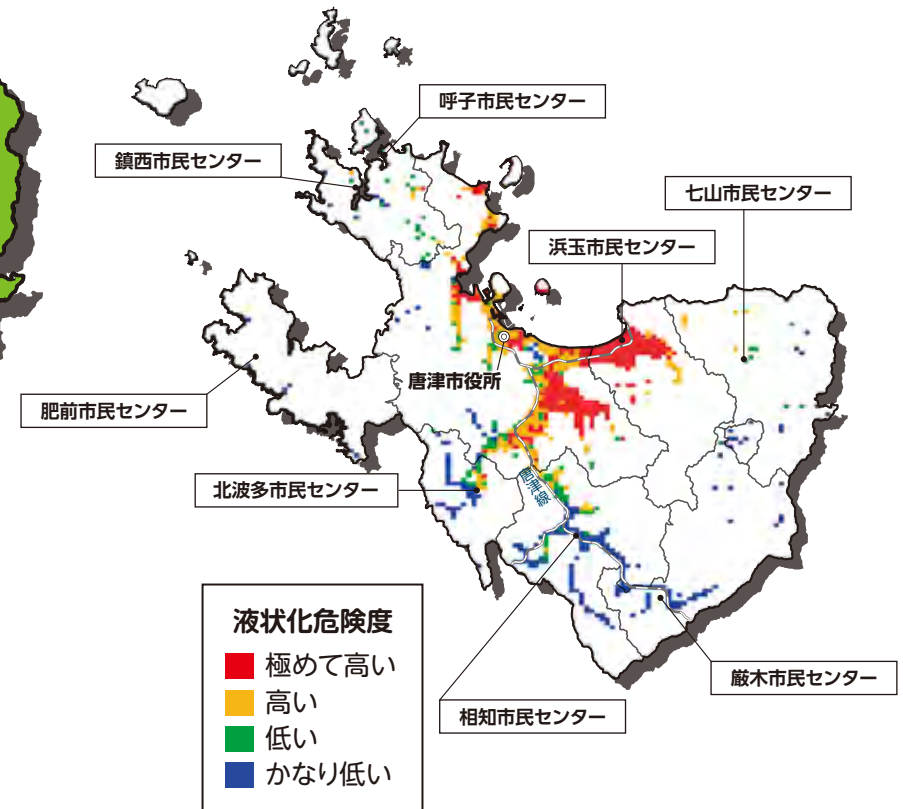 呼子市民センター
鎮西市民センター
七山市民センター
浜玉市民センター
唐津市役所
肥前市民センター
北波多市民センター
唐津線
厳木市民センター
相知市民センター
液状化危険度
極めて高い
高い
低い
かなり低い